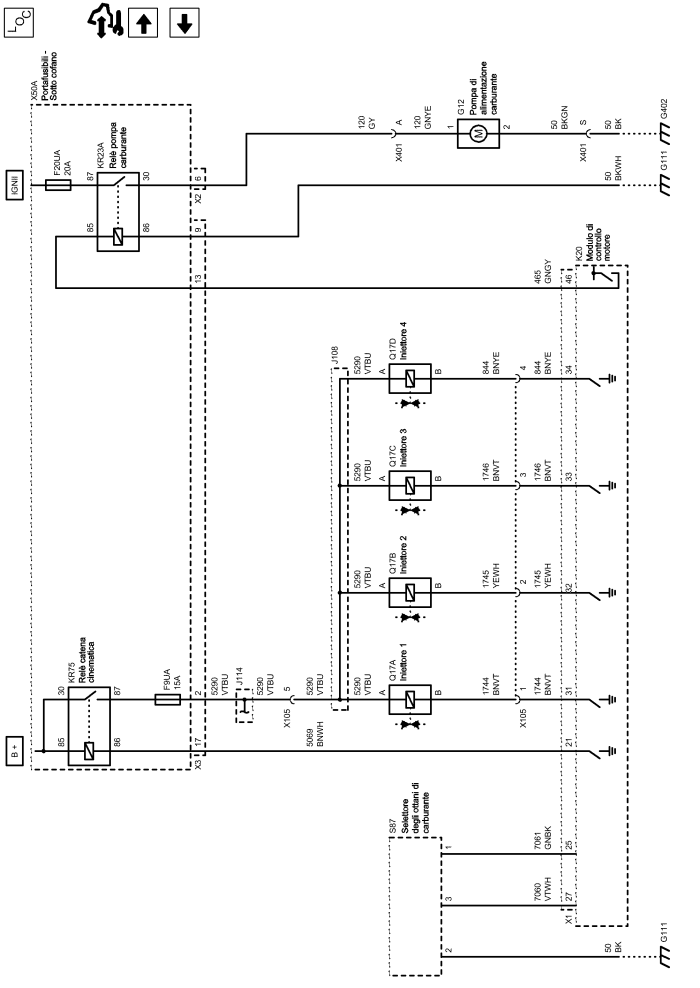 LOC
X50A
Portafusibili -
Sotto cofano
IGNII
F20UA
20A
KR23A
Relè pompa
carburante
87
30
85
86
6
X2
9
13
120
GY
A
X401
120
GNYE
G12
Pompa di
alimentazione
carburante
1
M
2
50
BKGN
S
X401
50
BK
G402
50
BKWH
G111
465
GNGY
46
K20
Modulo di
controllo
motore
J108
5290
VTBU
A
Q17D
Iniettore 4
B
844
BNYE
4
844
BNYE
34
5290
VTBU
A
Q17C
Iniettore 3
B
1746
BNVT
3
1746
BNVT
33
5290
VTBU
A
Q17B
Iniettore 2
B
1745
YEWH
2
1745
YEWH
32
5290
VTBU
A
Q17A
Iniettore 1
B
1744
BNVT
1
X105
1744
BNVT
31
B +
KR75
Relè catena
cinematica
30
87
85
86
F9UA
15A
2
17
X3
5290
VTBU
J114
5290
VTBU
5
X105
5290
VTBU
5069
BNWH
21
S87
Selettore
degli ottani di
carburante
1
7061
GNBK
25
3
7060
VTWH
27
X1
2
50
BK
G111